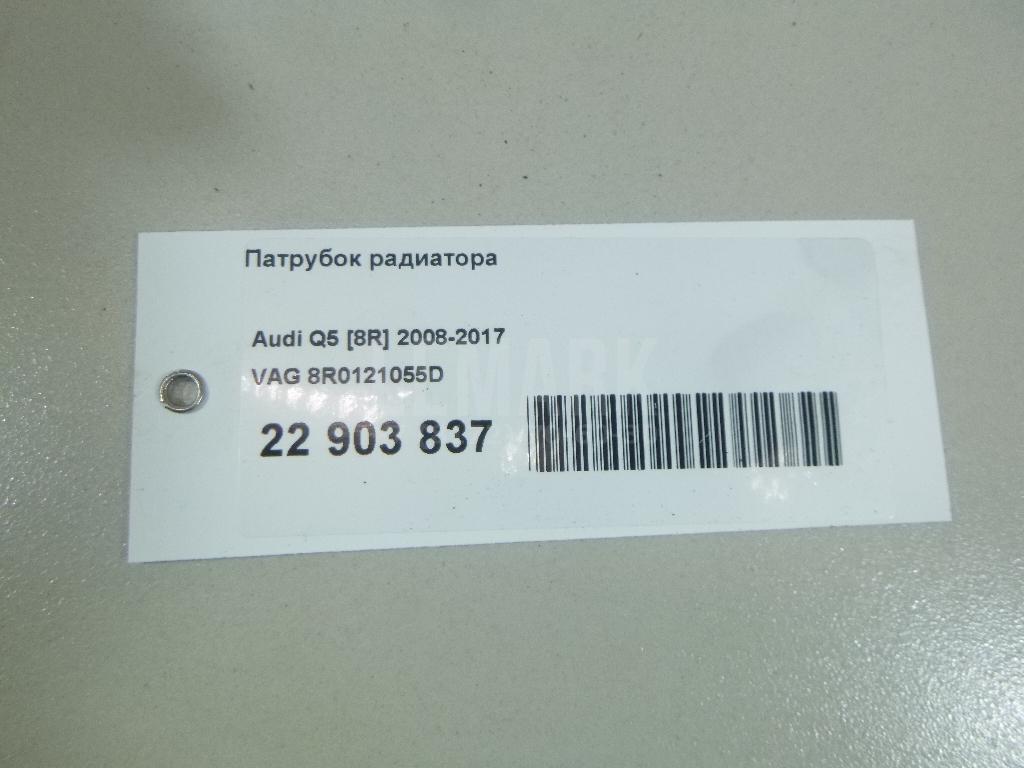 Патрубок радиатора
Audi Q5 [8R] 2008-2017
VAG 8R0121055D
22 903 837